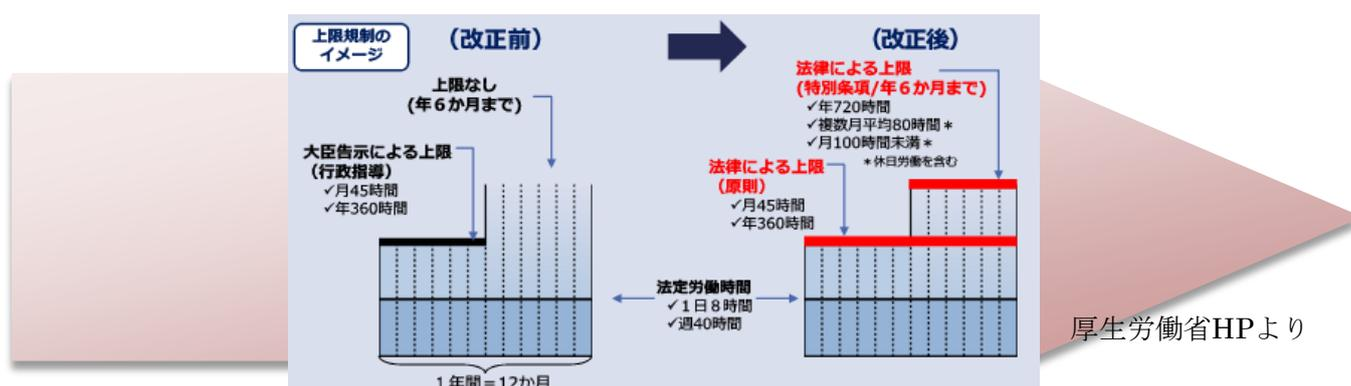 上限規制の
イメージ
（改正前）
（改正後）
上限なし
(年６か月まで)
大臣告示による上限
（行政指導）
✓月45時間
✓年360時間
法律による上限
(特別条項/年６か月まで)
✓年720時間
✓複数月平均80時間＊
✓月100時間未満＊
＊休日労働を含む
法律による上限
（原則）
✓月45時間
✓年360時間
法定労働時間
✓１日８時間
✓週40時間
１年間＝12か月
厚生労働省HPより